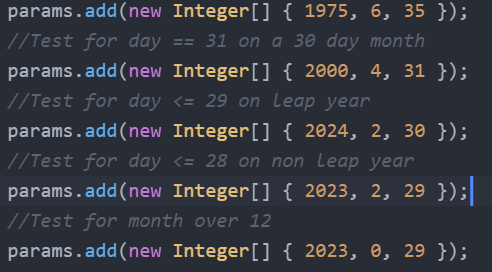 params.add(new Integer[] { 1975, 6, 35 });
//Test for day == 31 on a 30 day month
params.add(new Integer[] { 2000, 4, 31 });
//Test for day <= 29 on leap year
params.add(new Integer[] { 2024, 2, 30 });
//Test for day <= 28 on non leap year
params.add(new Integer[] { 2023, 2, 29 });
//Test for month over 12
params.add(new Integer[] { 2023, 0, 29 });